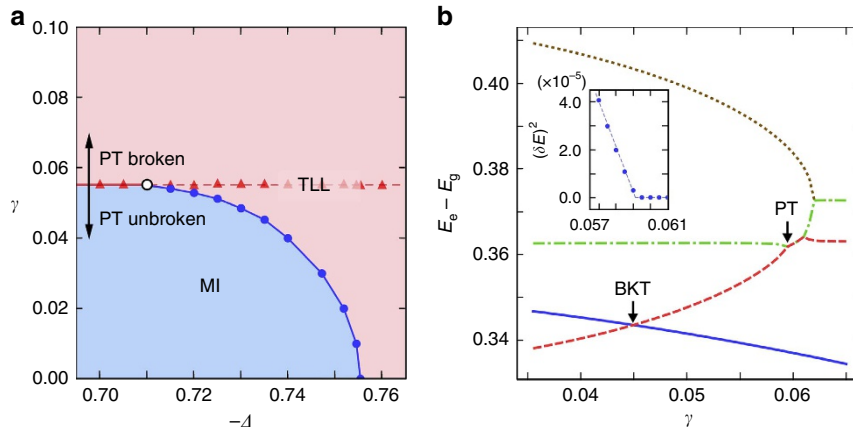 a
0.10
0.08
0.06
0.04
0.02
0.00
γ
PT broken
PT unbroken
TLL
MI
0.70
0.72
0.74
0.76
−Δ
b
0.40
0.38
0.36
0.34
E_e − E_g
(×10⁻⁵)
4.0
2.0
0.0
(δE)²
0.057
0.061
PT
BKT
0.04
0.05
0.06
γ